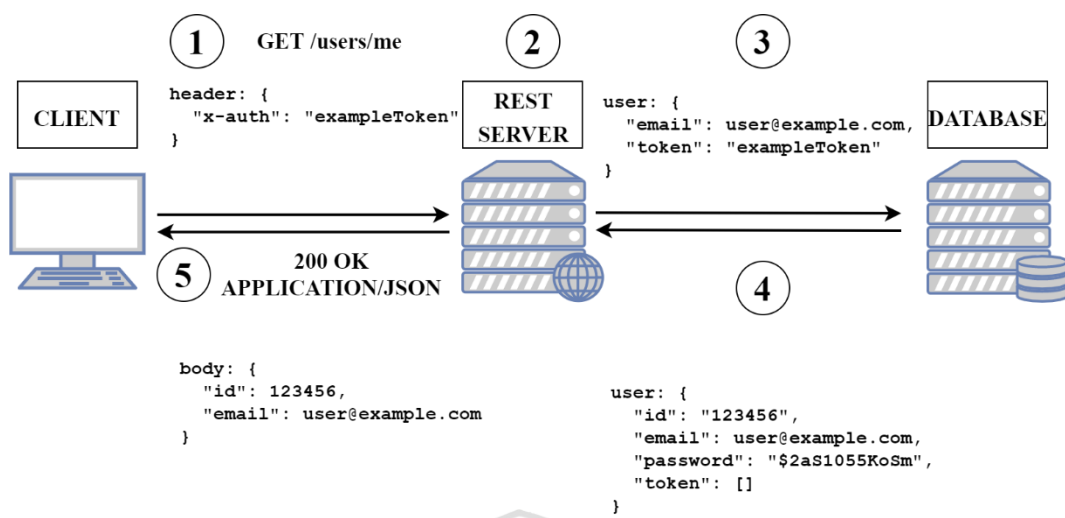 1
GET /users/me
2
3
CLIENT
header: {
"x-auth": "exampleToken"
}
REST
SERVER
user: {
"email": user@example.com,
"token": "exampleToken"
}
DATABASE
5
200 OK
APPLICATION/JSON
4
body: {
"id": 123456,
"email": user@example.com
}
user: {
"id": "123456",
"email": user@example.com,
"password": "$2aS1055KoSm",
"token": []
}